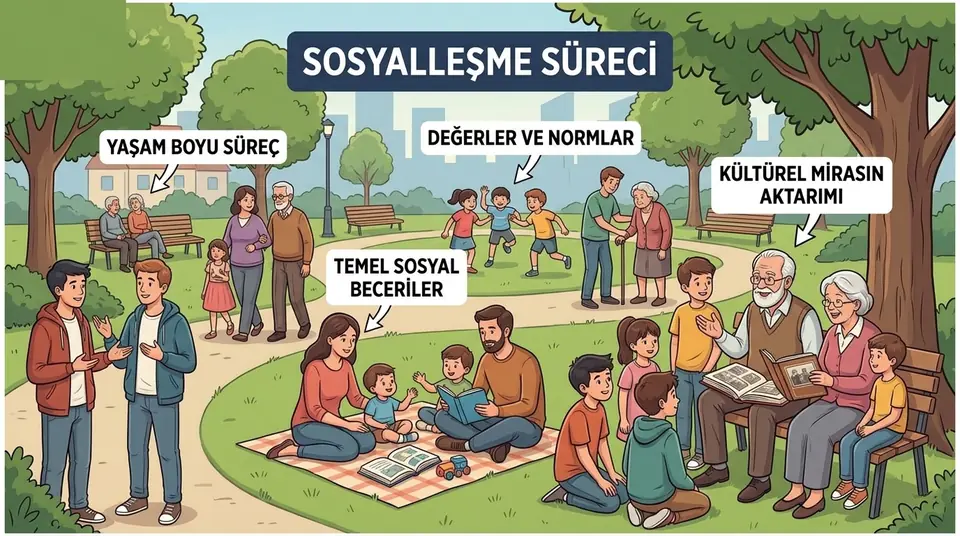 SOSYALLEŞME SÜRECİ
YAŞAM BOYU SÜREÇ
DEĞERLER VE NORMLAR
KÜLTÜREL MİRASIN
AKTARIMI
TEMEL SOSYAL
BECERİLER